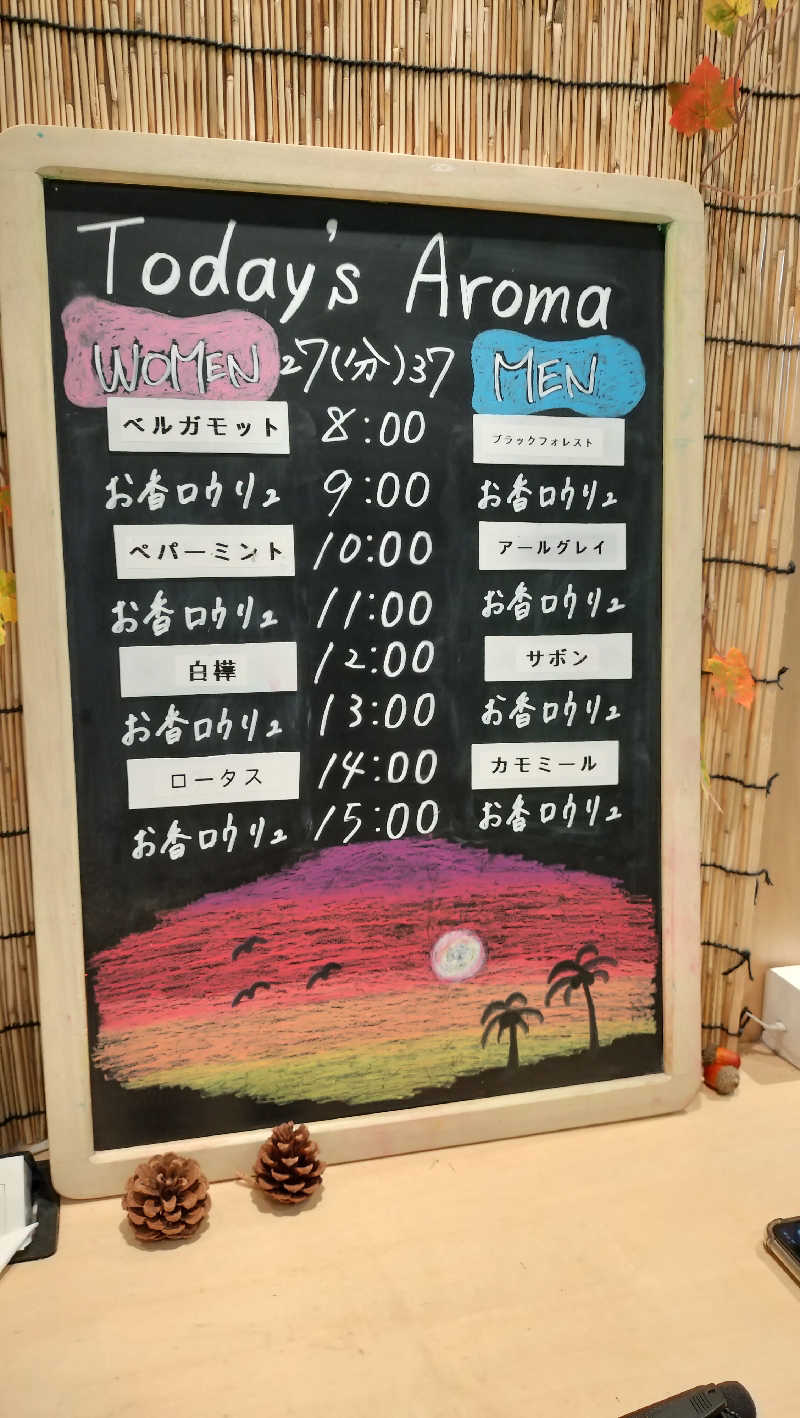 Today's Aroma
WOMEN 27(分)37 MEN
ベルガモット 8:00 ブラックフォレスト
お香ロウリュ 9:00 お香ロウリュ
ペパーミント 10:00 アールグレイ
お香ロウリュ 11:00 お香ロウリュ
白樺 12:00 サボン
お香ロウリュ 13:00 お香ロウリュ
ロータス 14:00 カモミール
お香ロウリュ 15:00 お香ロウリュ